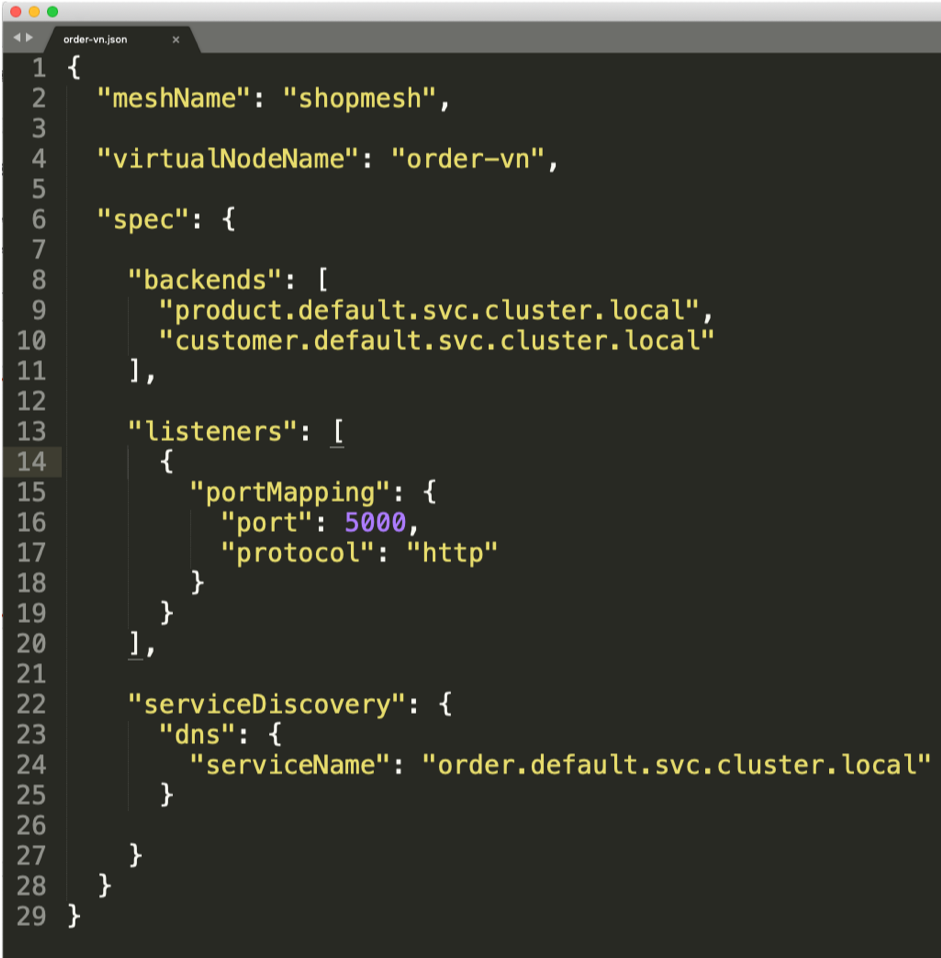 order-vn.json ×
1 {
2 "meshName": "shopmesh",
3
4 "virtualNodeName": "order-vn",
5
6 "spec": {
7
8 "backends": [
9 "product.default.svc.cluster.local",
10 "customer.default.svc.cluster.local"
11 ],
12
13 "listeners": [
14 {
15 "portMapping": {
16 "port": 5000,
17 "protocol": "http"
18 }
19 }
20 ],
21
22 "serviceDiscovery": {
23 "dns": {
24 "serviceName": "order.default.svc.cluster.local"
25 }
26
27 }
28 }
29 }